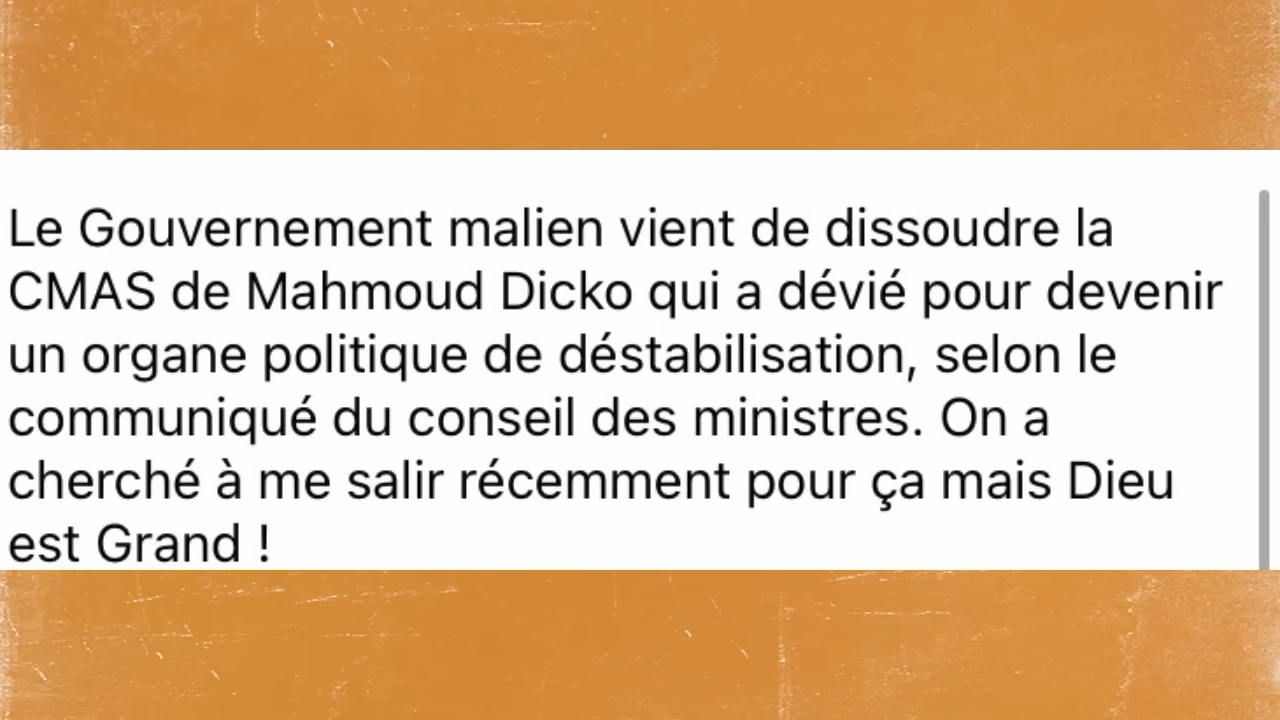 Le Gouvernement malien vient de dissoudre la
CMAS de Mahmoud Dicko qui a dévié pour devenir
un organe politique de déstabilisation, selon le
communiqué du conseil des ministres. On a
cherché à me salir récemment pour ça mais Dieu
est Grand !